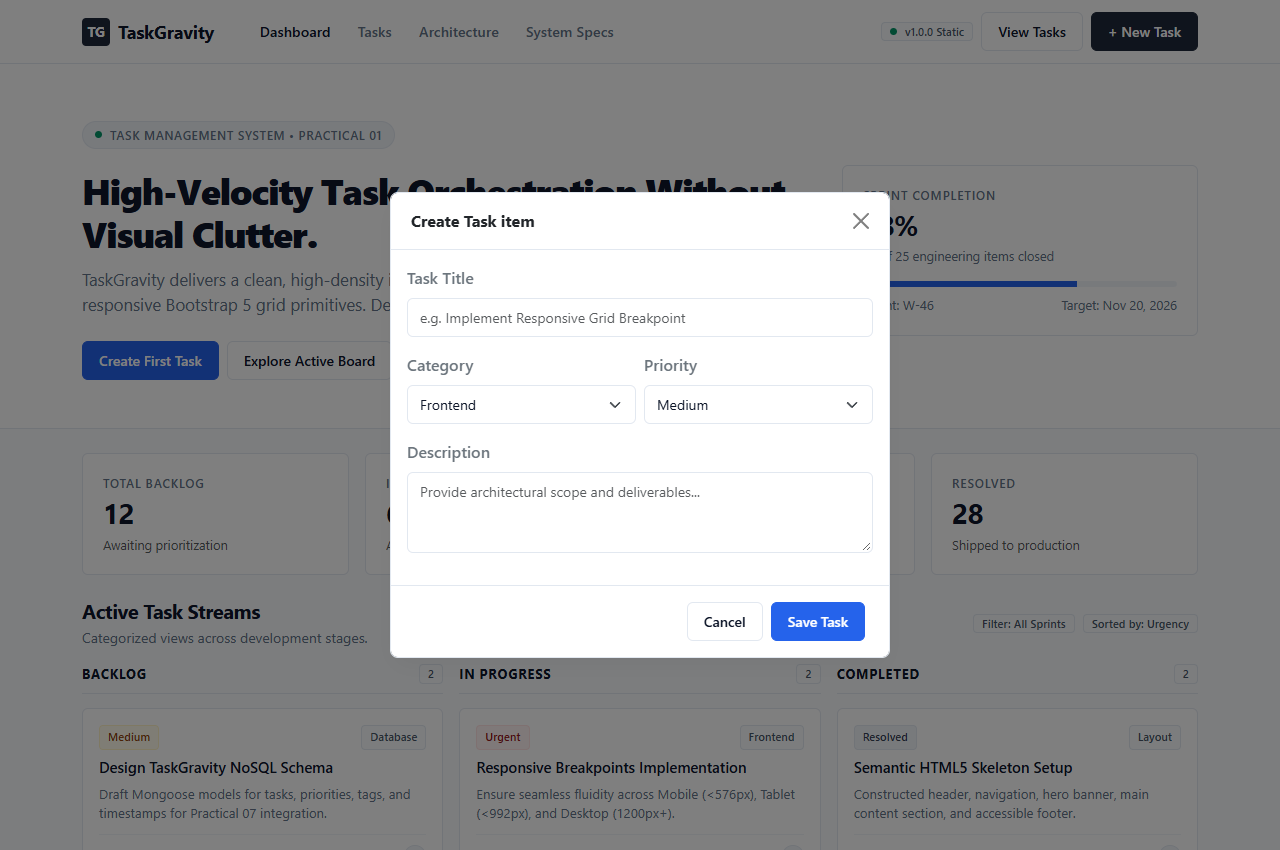 TG TaskGravity Dashboard Tasks Architecture System Specs v1.0.0 Static View Tasks + New Task
TASK MANAGEMENT SYSTEM • PRACTICAL 01
High-Velocity Task Orchestration Without
Visual Clutter.
TaskGravity delivers a clean, high-density
responsive Bootstrap 5 grid primitives.
Create First Task Explore Active Board
COMPLETION
25 engineering items closed
W-46 Target: Nov 20, 2026
Create Task item
Task Title
e.g. Implement Responsive Grid Breakpoint
Category Priority
Frontend Medium
Description
Provide architectural scope and deliverables...
Cancel Save Task
TOTAL BACKLOG
12
Awaiting prioritization
RESOLVED
28
Shipped to production
Active Task Streams
Categorized views across development stages.
Filter: All Sprints Sorted by: Urgency
BACKLOG 2
Medium Database
Design TaskGravity NoSQL Schema
Draft Mongoose models for tasks, priorities, tags, and
timestamps for Practical 07 integration.
IN PROGRESS 2
Urgent Frontend
Responsive Breakpoints Implementation
Ensure seamless fluidity across Mobile (<576px), Tablet
(<992px), and Desktop (1200px+).
COMPLETED 2
Resolved Layout
Semantic HTML5 Skeleton Setup
Constructed header, navigation, hero banner, main
content section, and accessible footer.